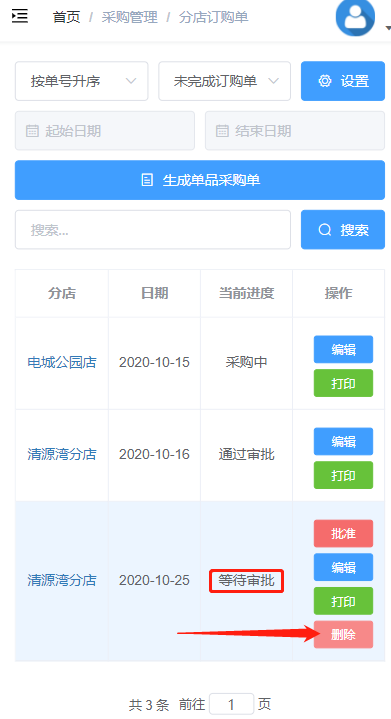 首页 / 采购管理 / 分店订购单
按单号升序 未完成订购单 设置
起始日期 结束日期
生成单品采购单
搜索... 搜索
分店 日期 当前进度 操作
电城公园店 2020-10-15 采购中 编辑
打印
清源湾分店 2020-10-16 通过审批 编辑
打印
批准
编辑
清源湾分店 2020-10-25 等待审批
打印
删除
共 3 条 前往 1 页